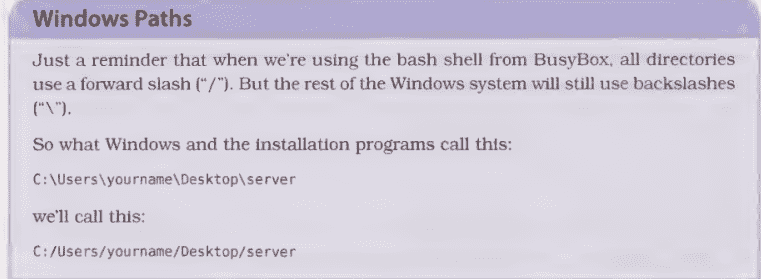 Windows Paths
Just a reminder that when we're using the bash shell from BusyBox, all directories
use a forward slash ("/"). But the rest of the Windows system will still use backslashes
("\").
So what Windows and the installation programs call this:
C:\Users\yourname\Desktop\server
we'll call this:
C:/Users/yourname/Desktop/server